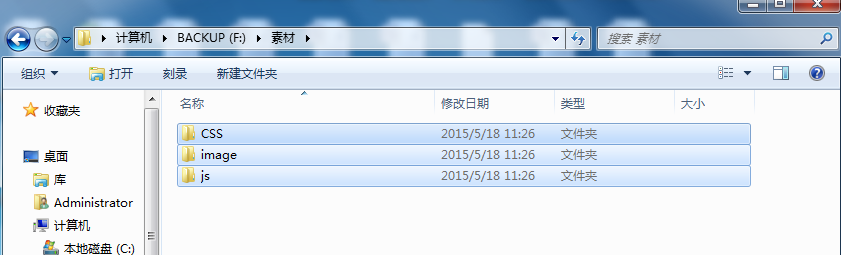 计算机 BACKUP (F:) 素材 搜索 素材
组织 打开 刻录 新建文件夹
收藏夹
桌面
库
Administrator
计算机
本地磁盘 (C:)
名称 修改日期 类型 大小
CSS 2015/5/18 11:26 文件夹
image 2015/5/18 11:26 文件夹
js 2015/5/18 11:26 文件夹